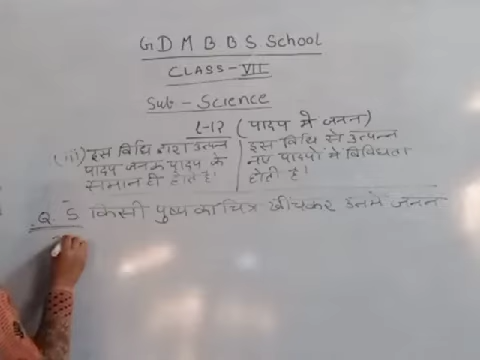 G D M B B S School
CLASS-VII
Sub - Science
L-12 (पादप में जनन)
(iii) इस विधि द्वारा उत्पन्न
पादप जनक पादप के
समान ही होते है।
इस विधि से उत्पन्न
नए पादपों में विविधता
होती है।
Q. 5 किसी पुष्प का चित्र खींचकर उनमें जनन